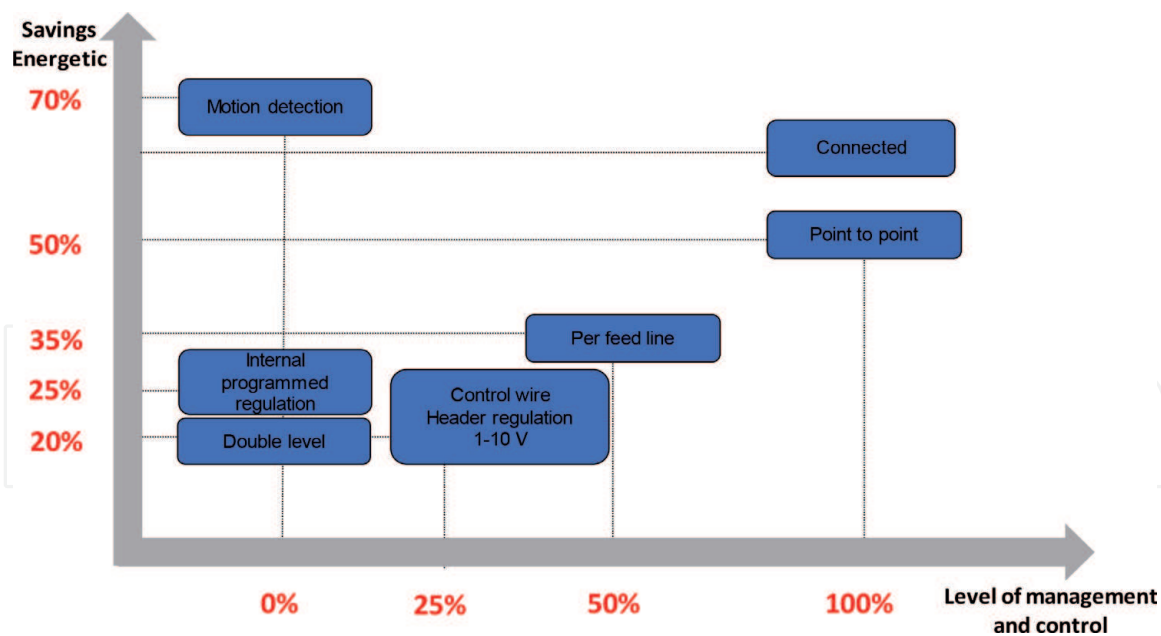 Savings
Energetic
70%
Motion detection
Connected
50%
Point to point
35%
Per feed line
Internal
programmed
regulation
25%
Control wire
Header regulation
1-10 V
20%
Double level
0%
25%
50%
100%
Level of management
and control